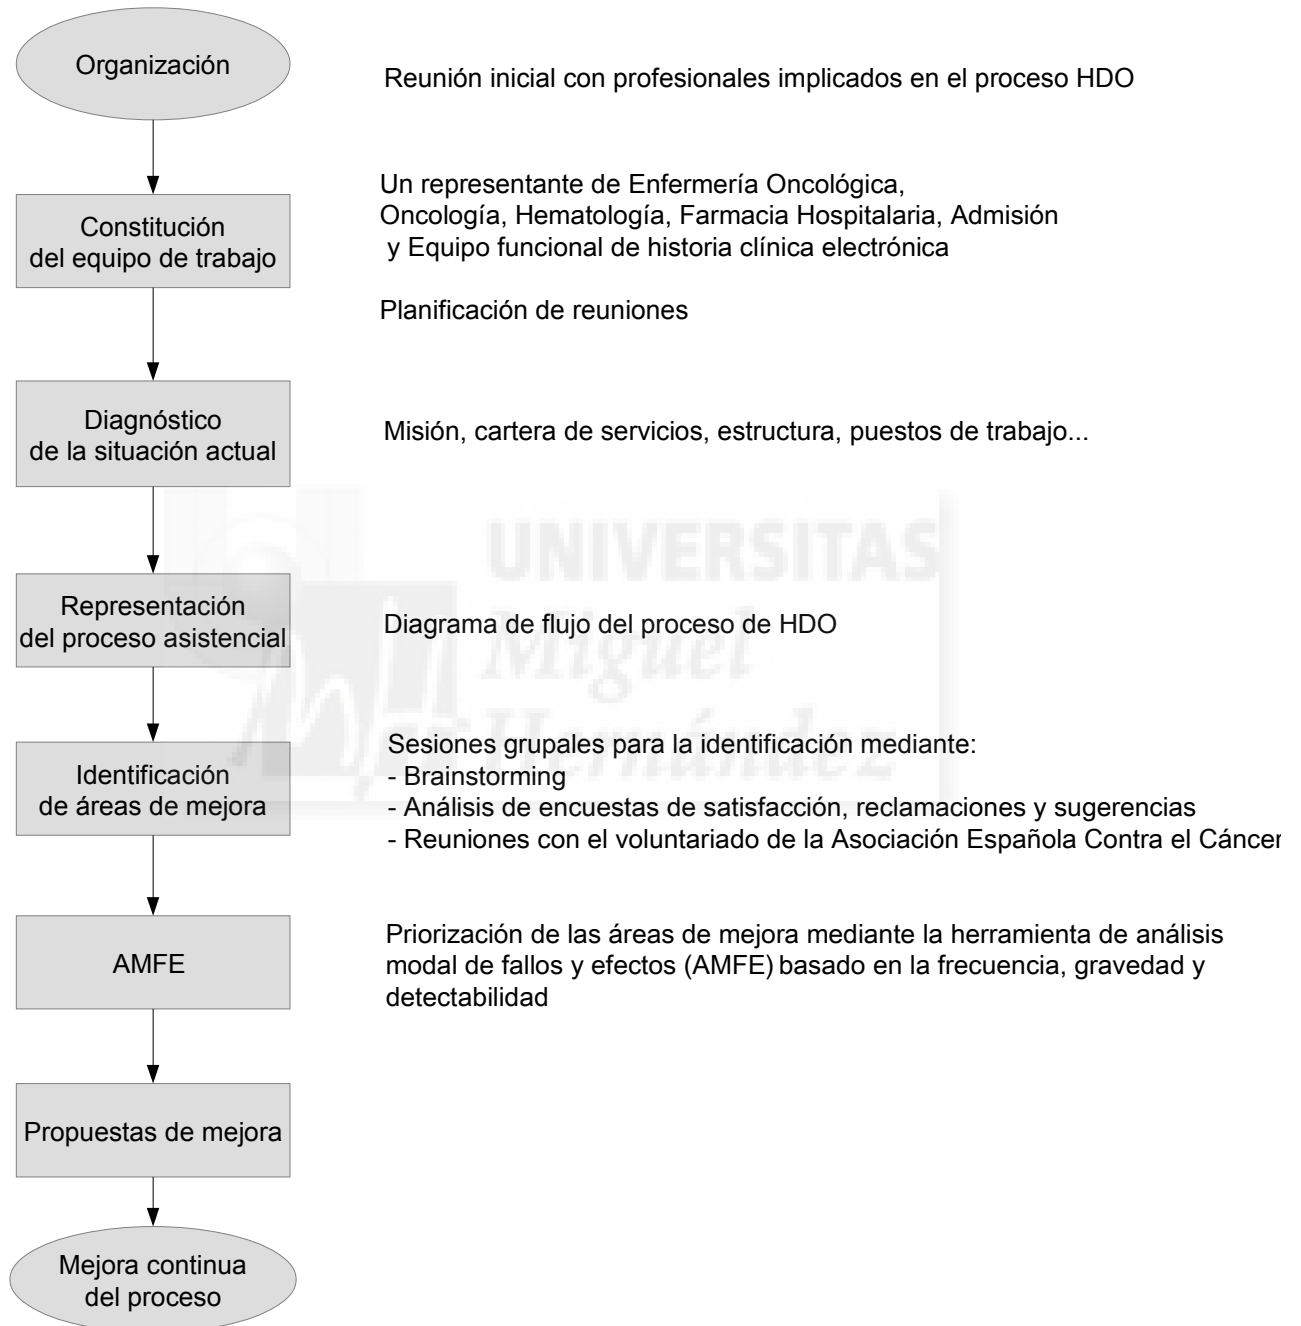 Organización
Reunión inicial con profesionales implicados en el proceso HDO
Constitución
del equipo de trabajo
Un representante de Enfermería Oncológica,
Oncología, Hematología, Farmacia Hospitalaria, Admisión
y Equipo funcional de historia clínica electrónica
Planificación de reuniones
Diagnóstico
de la situación actual
Misión, cartera de servicios, estructura, puestos de trabajo...
UNIVERSITAS
Miguel
Hernández
Representación
del proceso asistencial
Diagrama de flujo del proceso de HDO
Identificación
de áreas de mejora
Sesiones grupales para la identificación mediante:
- Brainstorming
- Análisis de encuestas de satisfacción, reclamaciones y sugerencias
- Reuniones con el voluntariado de la Asociación Española Contra el Cáncer
AMFE
Priorización de las áreas de mejora mediante la herramienta de análisis
modal de fallos y efectos (AMFE) basado en la frecuencia, gravedad y
detectabilidad
Propuestas de mejora
Mejora continua
del proceso